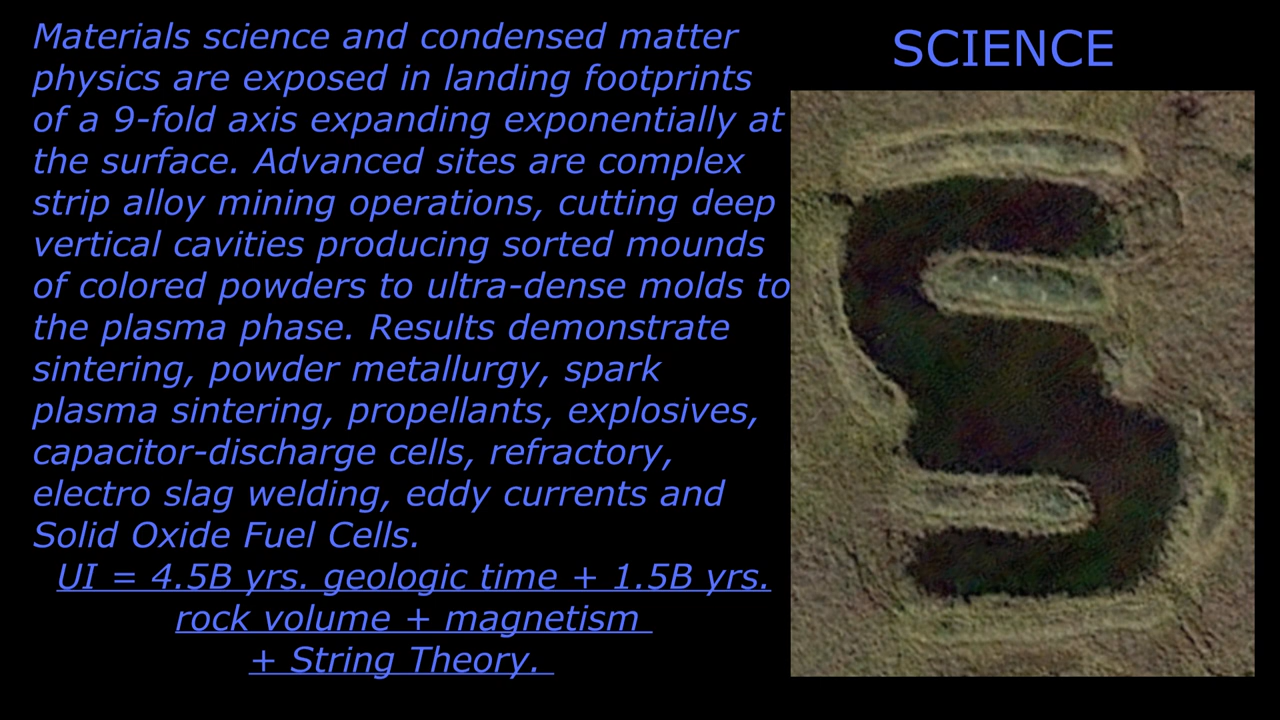 SCIENCE
Materials science and condensed matter
physics are exposed in landing footprints
of a 9-fold axis expanding exponentially at
the surface. Advanced sites are complex
strip alloy mining operations, cutting deep
vertical cavities producing sorted mounds
of colored powders to ultra-dense molds to
the plasma phase. Results demonstrate
sintering, powder metallurgy, spark
plasma sintering, propellants, explosives,
capacitor-discharge cells, refractory,
electro slag welding, eddy currents and
Solid Oxide Fuel Cells.
UI = 4.5B yrs. geologic time + 1.5B yrs.
rock volume + magnetism
+ String Theory.